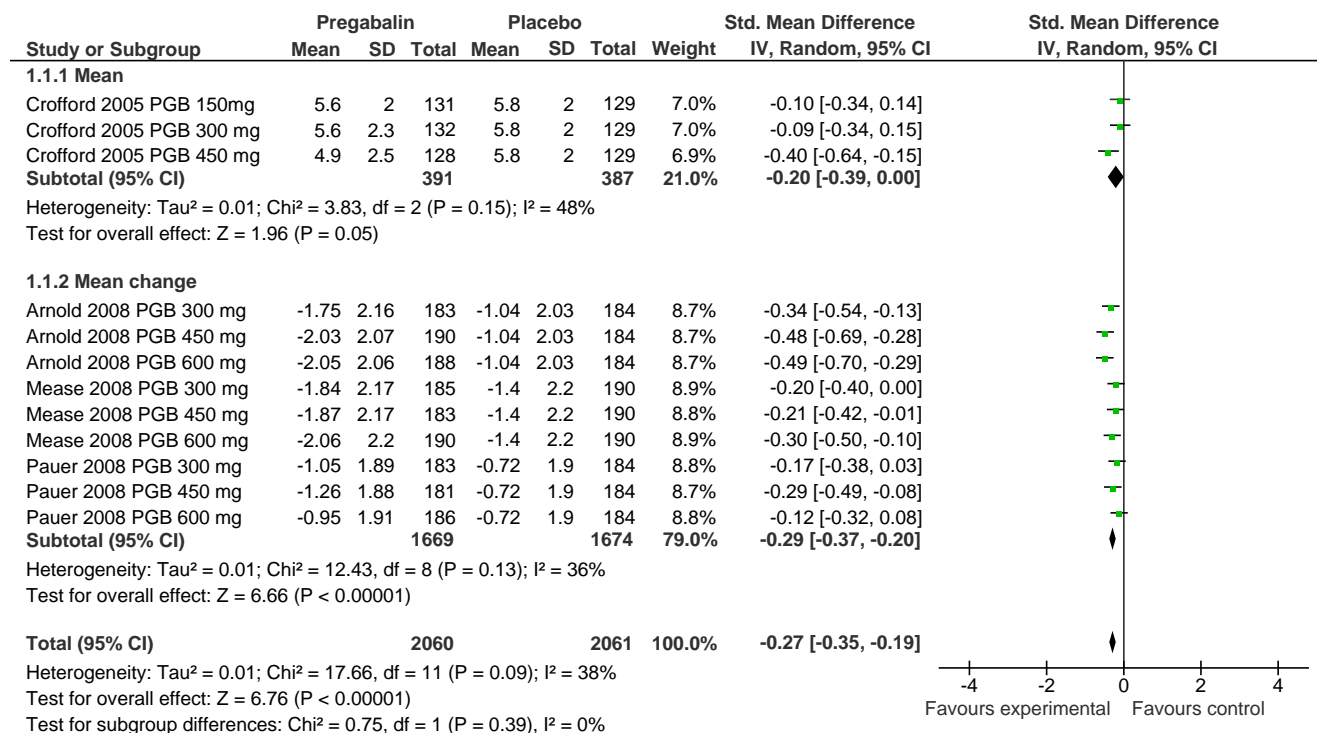 Pregabalin Placebo Std. Mean Difference Std. Mean Difference
Study or Subgroup Mean SD Total Mean SD Total Weight IV, Random, 95% CI IV, Random, 95% CI
1.1.1 Mean
Crofford 2005 PGB 150mg 5.6 2 131 5.8 2 129 7.0% -0.10 [-0.34, 0.14]
Crofford 2005 PGB 300 mg 5.6 2.3 132 5.8 2 129 7.0% -0.09 [-0.34, 0.15]
Crofford 2005 PGB 450 mg 4.9 2.5 128 5.8 2 129 6.9% -0.40 [-0.64, -0.15]
Subtotal (95% CI) 391 387 21.0% -0.20 [-0.39, 0.00]
Heterogeneity: Tau² = 0.01; Chi² = 3.83, df = 2 (P = 0.15); I² = 48%
Test for overall effect: Z = 1.96 (P = 0.05)
1.1.2 Mean change
Arnold 2008 PGB 300 mg -1.75 2.16 183 -1.04 2.03 184 8.7% -0.34 [-0.54, -0.13]
Arnold 2008 PGB 450 mg -2.03 2.07 190 -1.04 2.03 184 8.7% -0.48 [-0.69, -0.28]
Arnold 2008 PGB 600 mg -2.05 2.06 188 -1.04 2.03 184 8.7% -0.49 [-0.70, -0.29]
Mease 2008 PGB 300 mg -1.84 2.17 185 -1.4 2.2 190 8.9% -0.20 [-0.40, 0.00]
Mease 2008 PGB 450 mg -1.87 2.17 183 -1.4 2.2 190 8.8% -0.21 [-0.42, -0.01]
Mease 2008 PGB 600 mg -2.06 2.2 190 -1.4 2.2 190 8.9% -0.30 [-0.50, -0.10]
Pauer 2008 PGB 300 mg -1.05 1.89 183 -0.72 1.9 184 8.8% -0.17 [-0.38, 0.03]
Pauer 2008 PGB 450 mg -1.26 1.88 181 -0.72 1.9 184 8.7% -0.29 [-0.49, -0.08]
Pauer 2008 PGB 600 mg -0.95 1.91 186 -0.72 1.9 184 8.8% -0.12 [-0.32, 0.08]
Subtotal (95% CI) 1669 1674 79.0% -0.29 [-0.37, -0.20]
Heterogeneity: Tau² = 0.01; Chi² = 12.43, df = 8 (P = 0.13); I² = 36%
Test for overall effect: Z = 6.66 (P < 0.00001)
Total (95% CI) 2060 2061 100.0% -0.27 [-0.35, -0.19]
Heterogeneity: Tau² = 0.01; Chi² = 17.66, df = 11 (P = 0.09); I² = 38%
Test for overall effect: Z = 6.76 (P < 0.00001)
Test for subgroup differences: Chi² = 0.75, df = 1 (P = 0.39), I² = 0%
-4 -2 0 2 4
Favours experimental Favours control